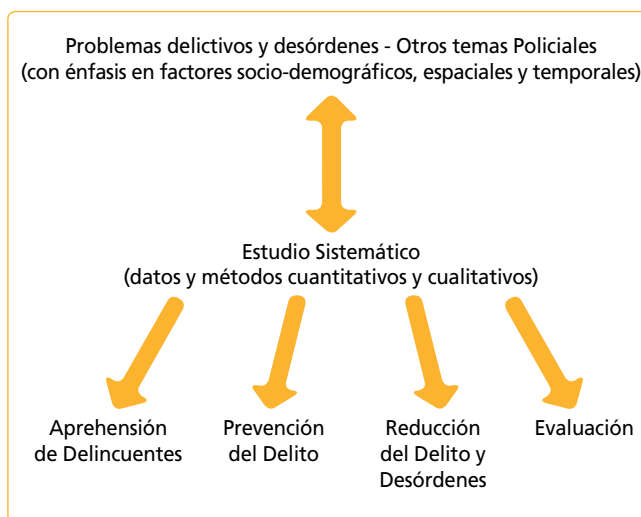 Problemas delictivos y desórdenes - Otros temas Policiales
(con énfasis en factores socio-demográficos, espaciales y temporales)
Estudio Sistemático
(datos y métodos cuantitativos y cualitativos)
Aprehensión
de Delincuentes
Prevención
del Delito
Reducción
del Delito y
Desórdenes
Evaluación